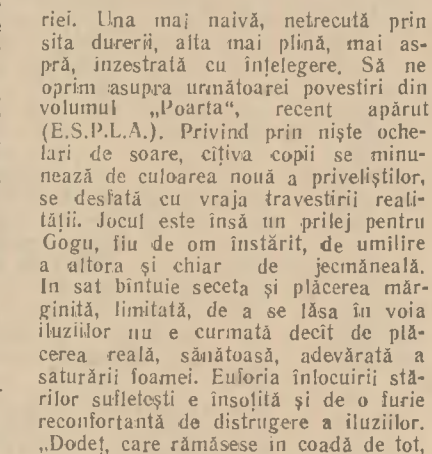 riei. Una mai naivă, netrecută prin
sita durerii, alta mai plină, mai as-
pră, inzestrată cu înțelegere. Să ne
oprim asupra următoarei povestiri din
volumul „Poarta“, recent apărut
(E.S.P.L.A.). Privind prin niște oche-
lari de soare, cîțiva copii se minu-
nează de culoarea nouă a priveliștilor,
se desfată cu vraja travestirii reali-
tății. Jocul este însă un prilej pentru
Gogu, fiu de om înstărit, de umilire
a altora și chiar de jecmăneală.
In sat bîntuie seceta și plăcerea măr-
ginită, limitată, de a se lăsa în voia
iluziilor nu e curmată decît de plă-
cerea reală, sănătoasă, adevărată a
saturării foamei. Euforia înlocuirii stă-
rilor sufletești e însoțită și de o furie
reconfortantă de distrugere a iluziilor.
„Dodeț, care rămăsese in coadă de tot,